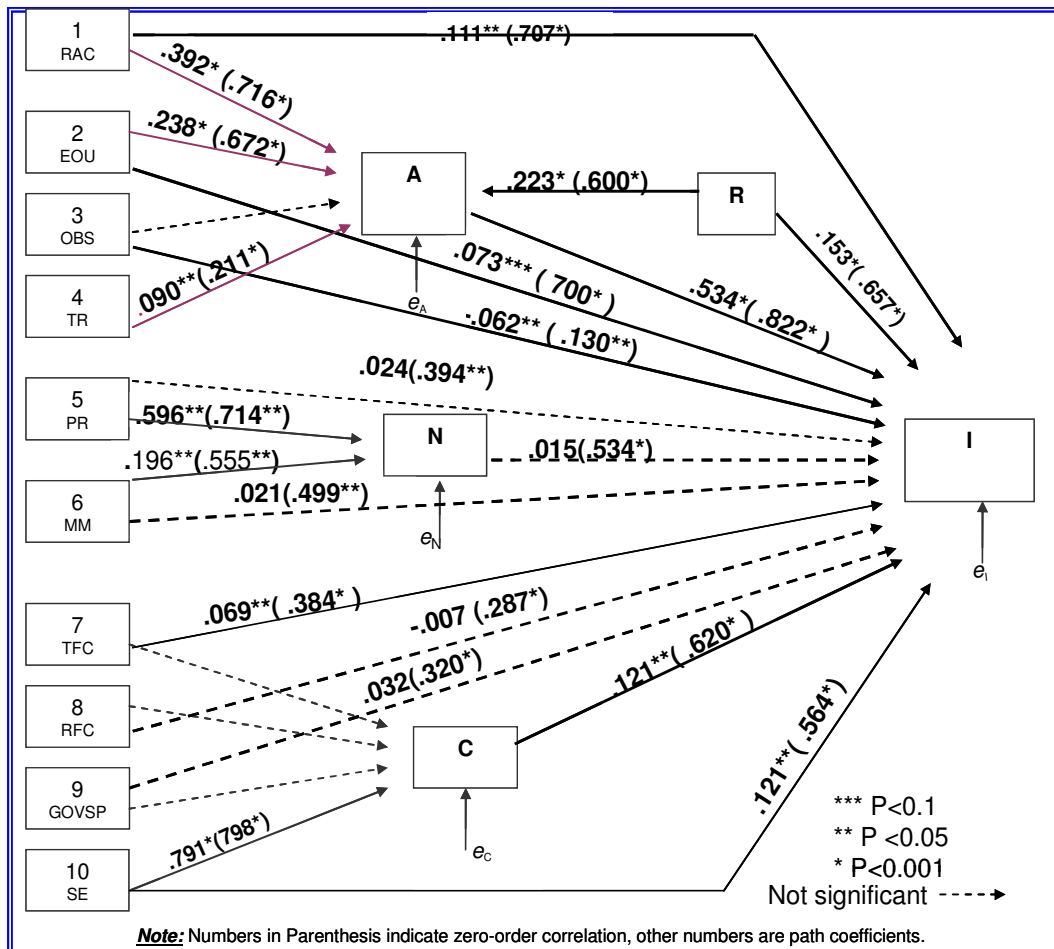 1
RAC
.111** (.707*)
.392* (.716*)
2
EOU
.238* (.672*)
A
.223* (.600*)
R
3
OBS
.153*(.657*)
.073*** ( 700*)
.534*(.822*)
4
TR
.090**(.211*)
eA
-.062** ( .130**)
.024(.394**)
5
PR
.596**(.714**)
N
.015(.534*)
I
.196**(.555**)
6
MM
.021(.499**)
eN
eI
.069**( .384* )
-.007 (.287*)
7
TFC
.032(.320*)
.121**( .620* )
8
RFC
C
.121**( .564*)
9
GOVSP
*** P<0.1
** P <0.05
.791*(798*)
eC
* P<0.001
10
SE
Not significant
Note: Numbers in Parenthesis indicate zero-order correlation, other numbers are path coefficients.